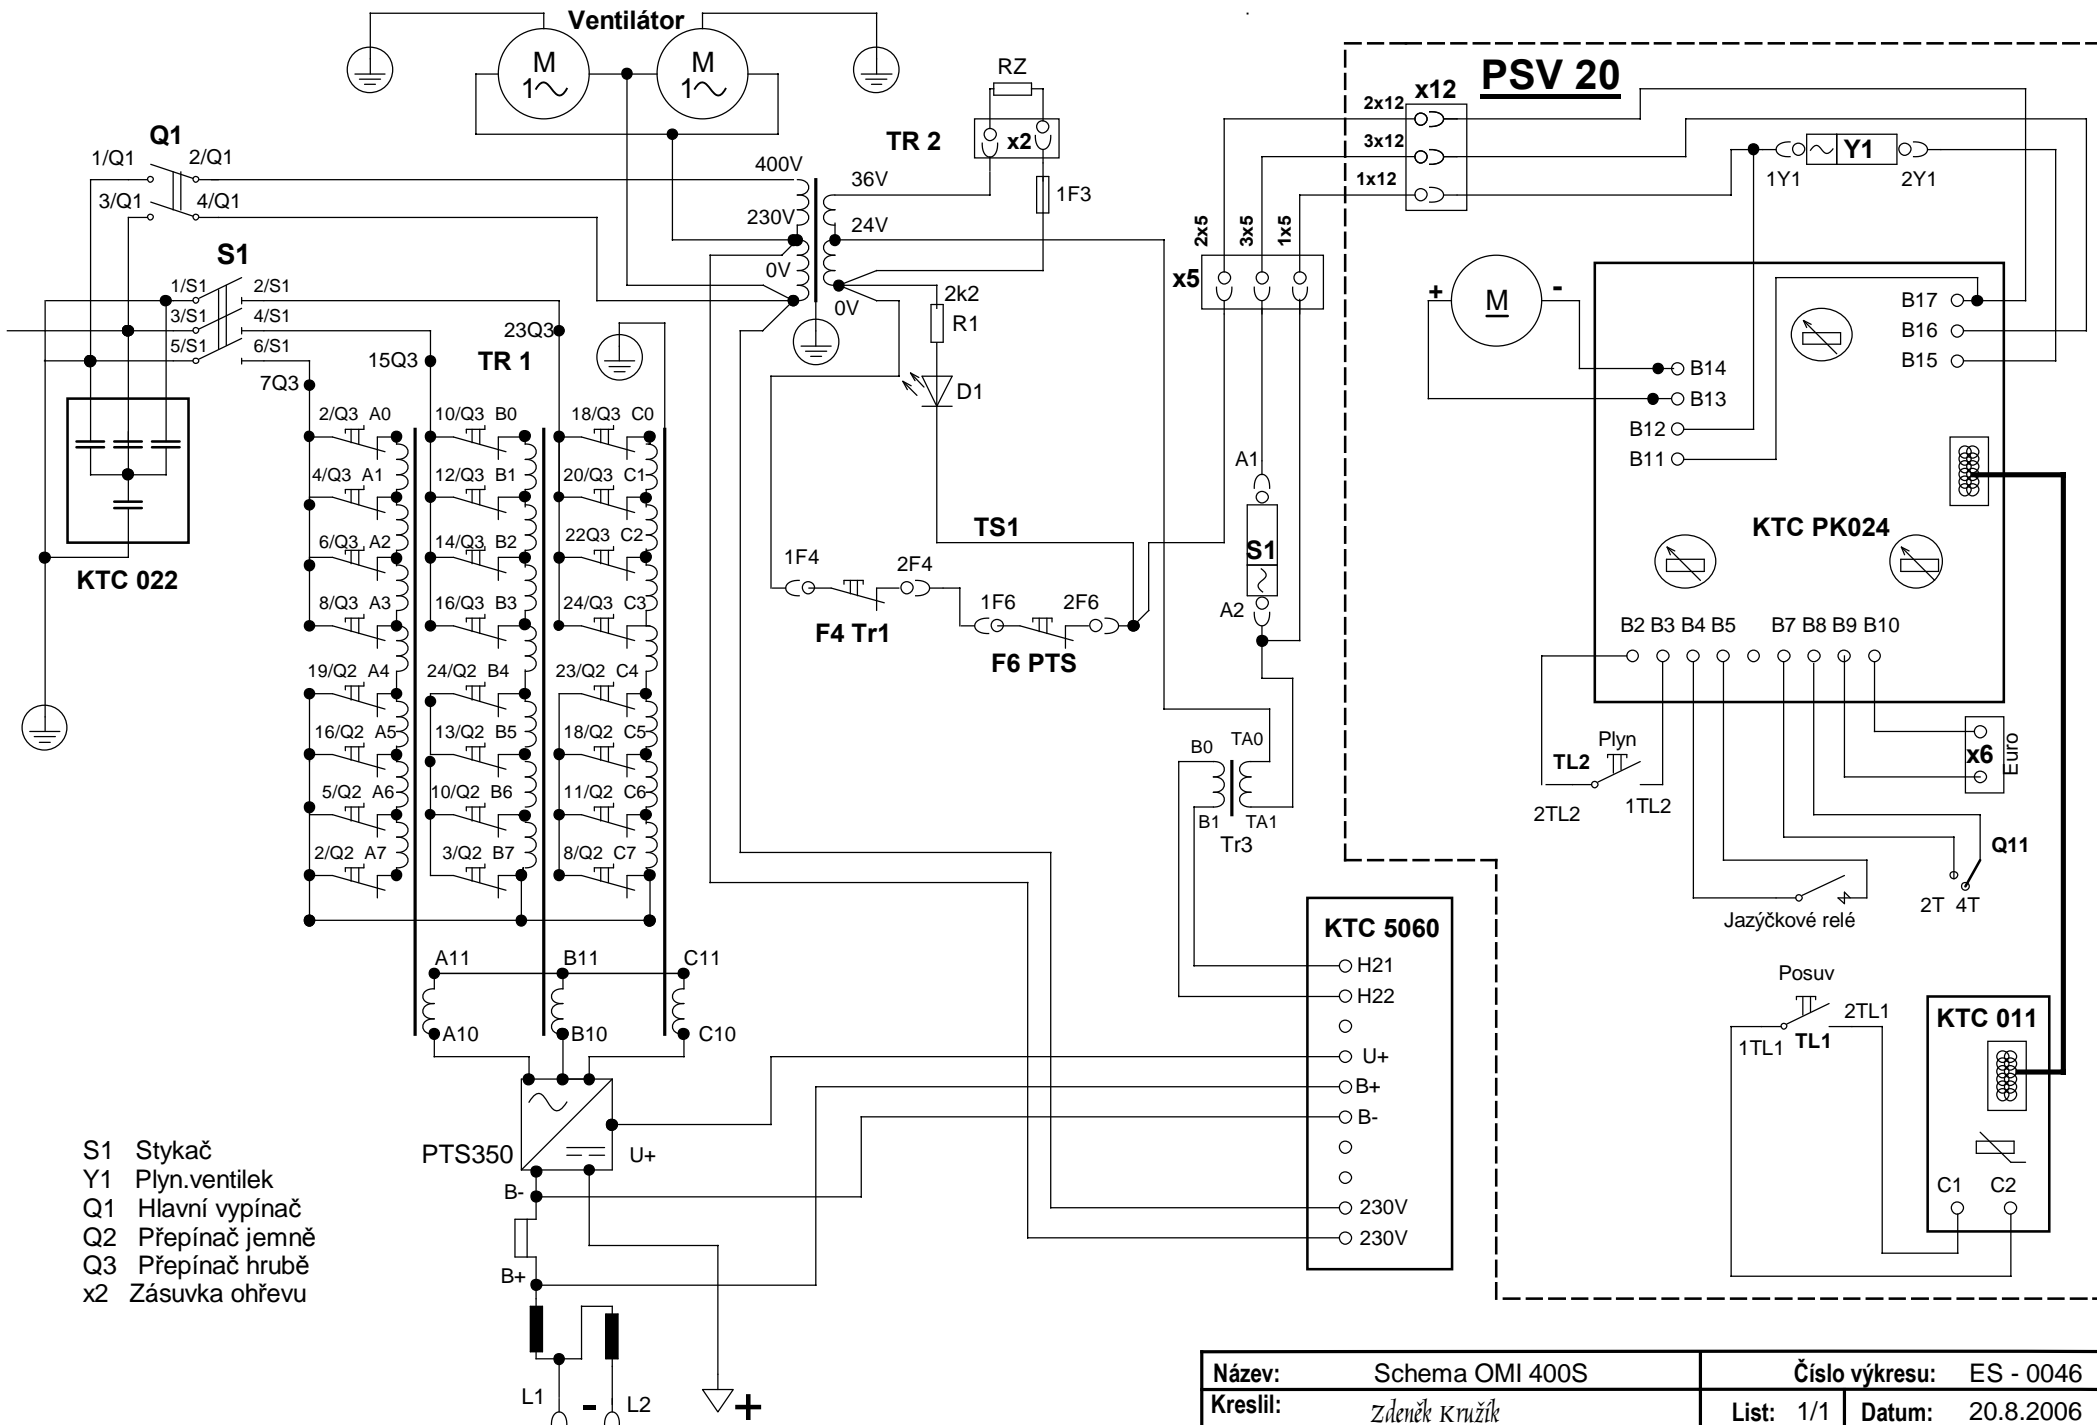 Ventilátor
M
1
M
1
RZ
x2
TR 2
PSV 20
x12
2x12
3x12
1x12
1Y1
Y1
2Y1
Q1
1/Q1 2/Q1
3/Q1 4/Q1
400V
230V
0V
36V
24V
0V
1F3
S1
1/S1 2/S1
3/S1 4/S1
5/S1 6/S1
7Q3
15Q3
TR 1
23Q3
2k2
R1
D1
2x5
3x5
1x5
x5
+ M -
B17
B16
B15
B14
B13
B12
B11
KTC PK024
KTC 022
2/Q3 A0 10/Q3 B0 18/Q3 C0
4/Q3 A1 12/Q3 B1 20/Q3 C1
6/Q3 A2 14/Q3 B2 22Q3 C2
8/Q3 A3 16/Q3 B3 24/Q3 C3
19/Q2 A4 24/Q2 B4 23/Q2 C4
16/Q2 A5 13/Q2 B5 18/Q2 C5
5/Q2 A6 10/Q2 B6 11/Q2 C6
2/Q2 A7 3/Q2 B7 8/Q2 C7
TS1
1F4 2F4
F4 Tr1
1F6 2F6
F6 PTS
A1
S1
A2
B2 B3 B4 B5 B7 B8 B9 B10
B0 TA0
B1 TA1
Tr3
TL2 Plyn
2TL2 1TL2
x6
Euro
Q11
2T 4T
Jazýčkové relé
A11 B11 C11
A10 B10 C10
KTC 5060
H21
H22
U+
B+
B-
230V
230V
Posuv
2TL1
1TL1 TL1
KTC 011
C1 C2
PTS350
U+
B-
B+
L1 - L2
+
S1 Stykač
Y1 Plyn.ventilek
Q1 Hlavní vypínač
Q2 Přepínač jemně
Q3 Přepínač hrubě
x2 Zásuvka ohřevu
Název: Schema OMI 400S Číslo výkresu: ES - 0046
Kreslil: Zdeněk Kružík List: 1/1 Datum: 20.8.2006